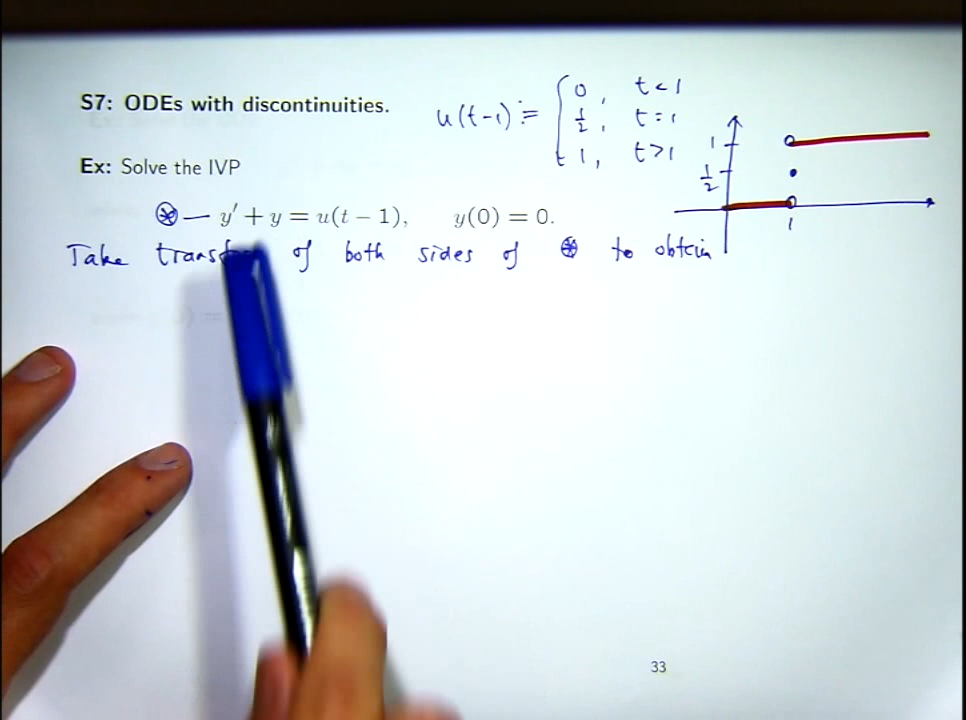 S7: ODEs with discontinuities.
u(t-1) := { 0, t < 1
1/2, t = 1
1, t > 1
1
1/2
1
Ex: Solve the IVP
⊛ — y′ + y = u(t − 1), y(0) = 0.
Take of both sides of ⊛ to obtain
33